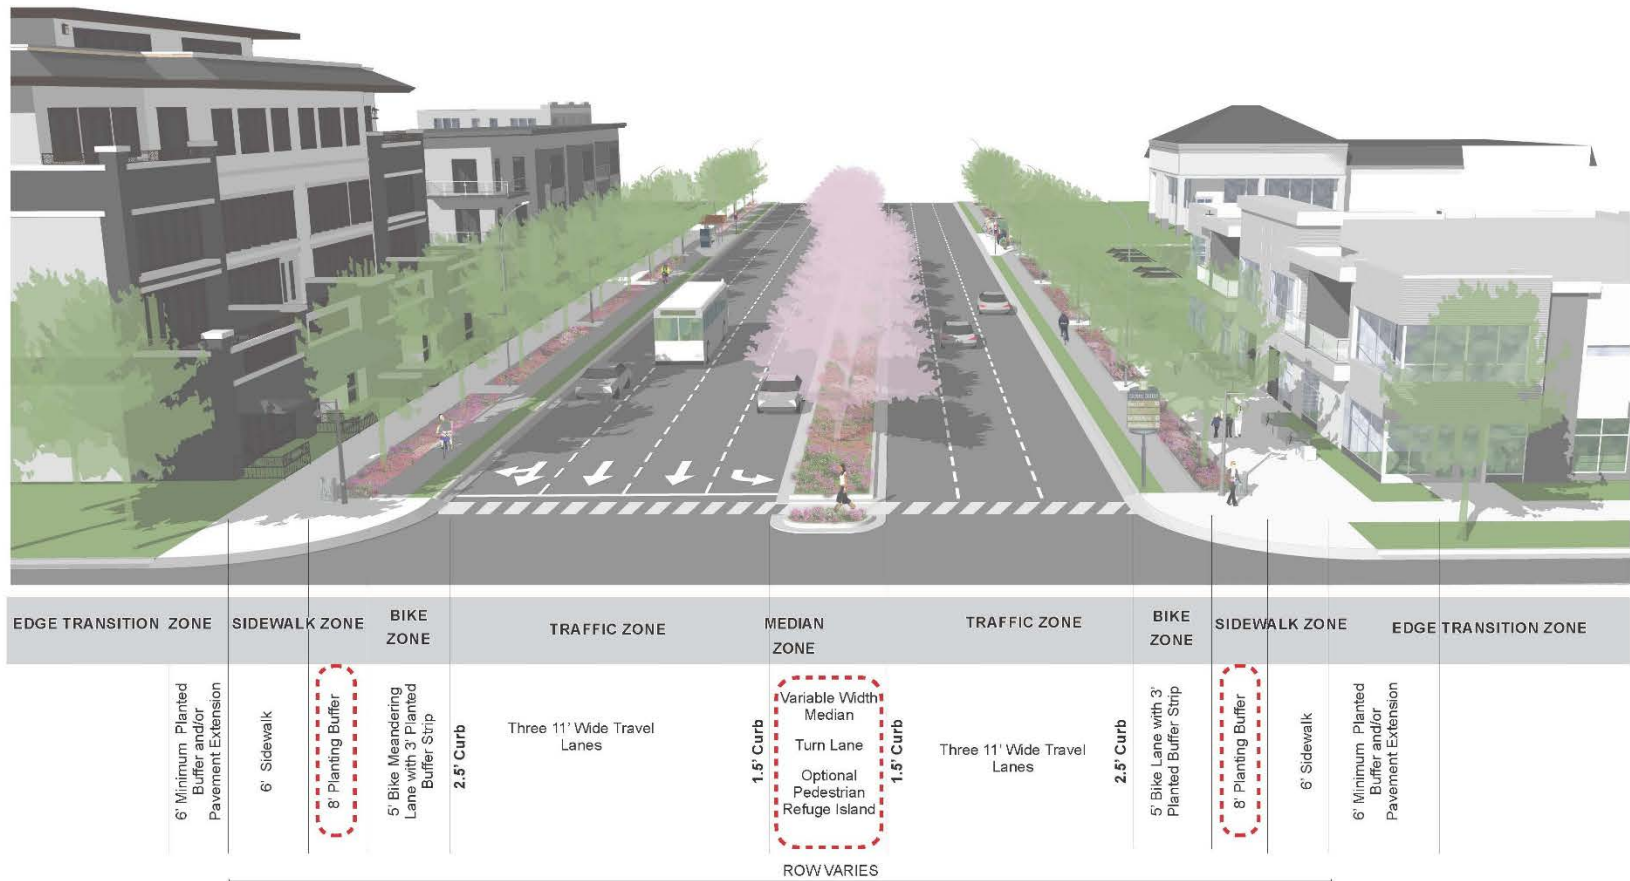 EDGE TRANSITION ZONE
SIDEWALK ZONE
BIKE
ZONE
TRAFFIC ZONE
MEDIAN
ZONE
TRAFFIC ZONE
BIKE
ZONE
SIDEWALK ZONE
EDGE TRANSITION ZONE
6' Minimum Planted
Buffer and/or
Pavement Extension
6' Sidewalk
8' Planting Buffer
5' Bike Meandering
Lane with 3' Planted
Buffer Strip
2.5' Curb
Three 11' Wide Travel
Lanes
1.5' Curb
Variable Width
Median
Turn Lane
Optional
Pedestrian
Refuge Island
1.5' Curb
Three 11' Wide Travel
Lanes
2.5' Curb
5' Bike Lane with 3'
Planted Buffer Strip
8' Planting Buffer
6' Sidewalk
6' Minimum Planted
Buffer and/or
Pavement Extension
ROW VARIES